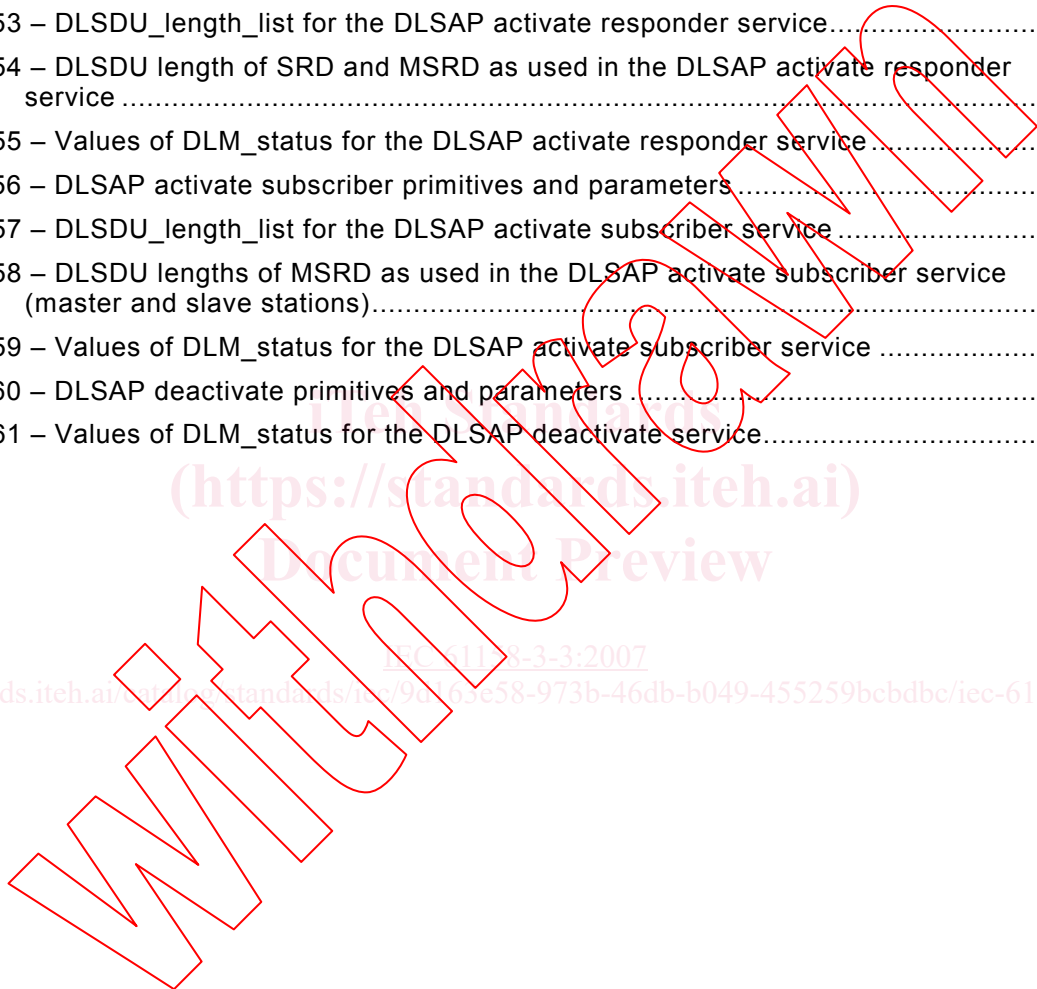 53 – DLSDU_length_list for the DLSAP activate responder service........................
54 – DLSDU length of SRD and MSRD as used in the DLSAP activate responder
service ............................................................................................................
55 – Values of DLM_status for the DLSAP activate responder service....................
56 – DLSAP activate subscriber primitives and parameters...................................
57 – DLSDU_length_list for the DLSAP activate subscriber service.......................
58 – DLSDU lengths of MSRD as used in the DLSAP activate subscriber service
(master and slave stations)..............................................................................
59 – Values of DLM_status for the DLSAP activate subscriber service ...................
60 – DLSAP deactivate primitives and parameters ................................................
61 – Values of DLM_status for the DLSAP deactivate service................................
iTeh Standards
(https://standards.iteh.ai)
Document Preview
IEC 61158-3-3:2007
ds.iteh.ai/catalog/standards/iec/9d163e58-973b-46db-b049-455259bcbdbc/iec-61
withdrawn